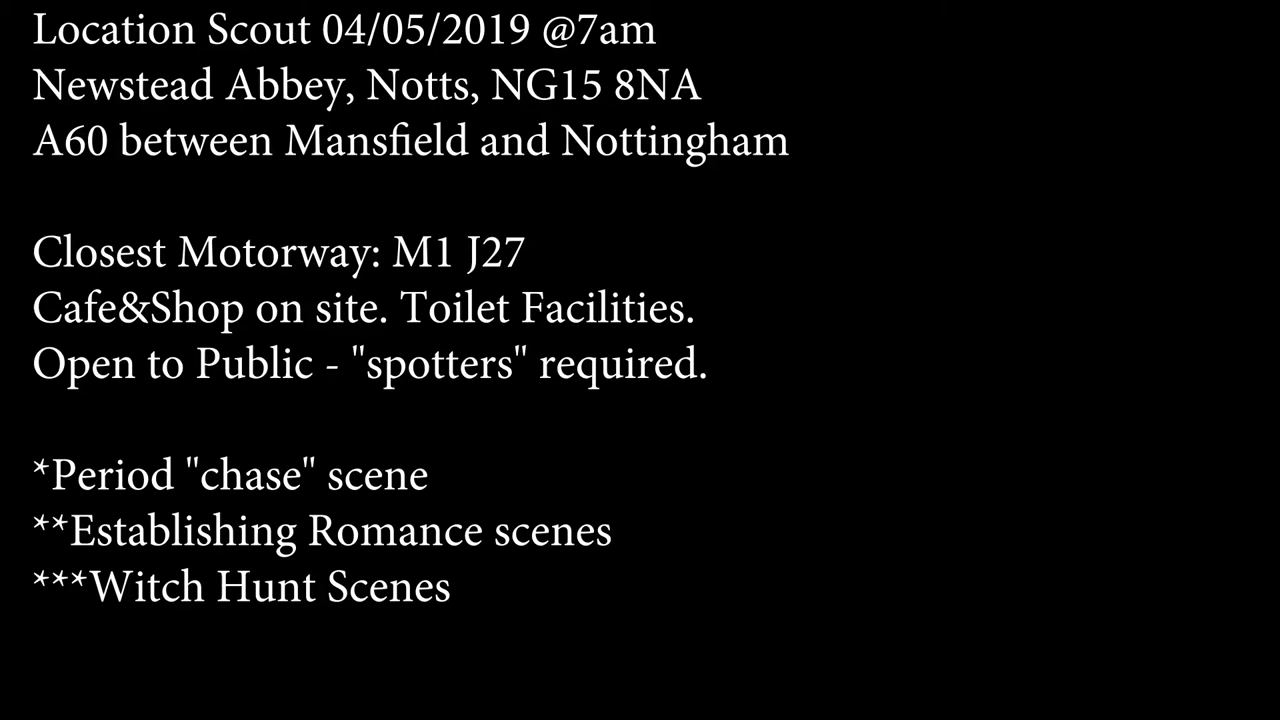 Location Scout 04/05/2019 @7am
Newstead Abbey, Notts, NG15 8NA
A60 between Mansfield and Nottingham
Closest Motorway: M1 J27
Cafe&Shop on site. Toilet Facilities.
Open to Public - "spotters" required.
*Period "chase" scene
**Establishing Romance scenes
***Witch Hunt Scenes